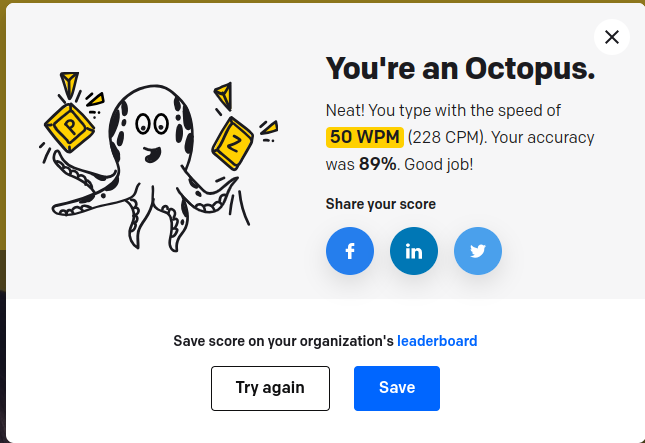 You're an Octopus.
Neat! You type with the speed of
50 WPM (228 CPM). Your accuracy
was 89%. Good job!
Share your score
P
Z
f
in
Save score on your organization's leaderboard
Try again
Save